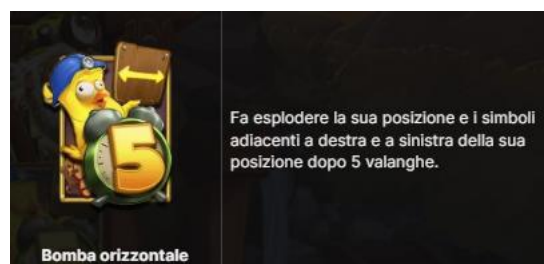 5
Fa esplodere la sua posizione e i simboli
adiacenti a destra e a sinistra della sua
posizione dopo 5 valanghe.
Bomba orizzontale